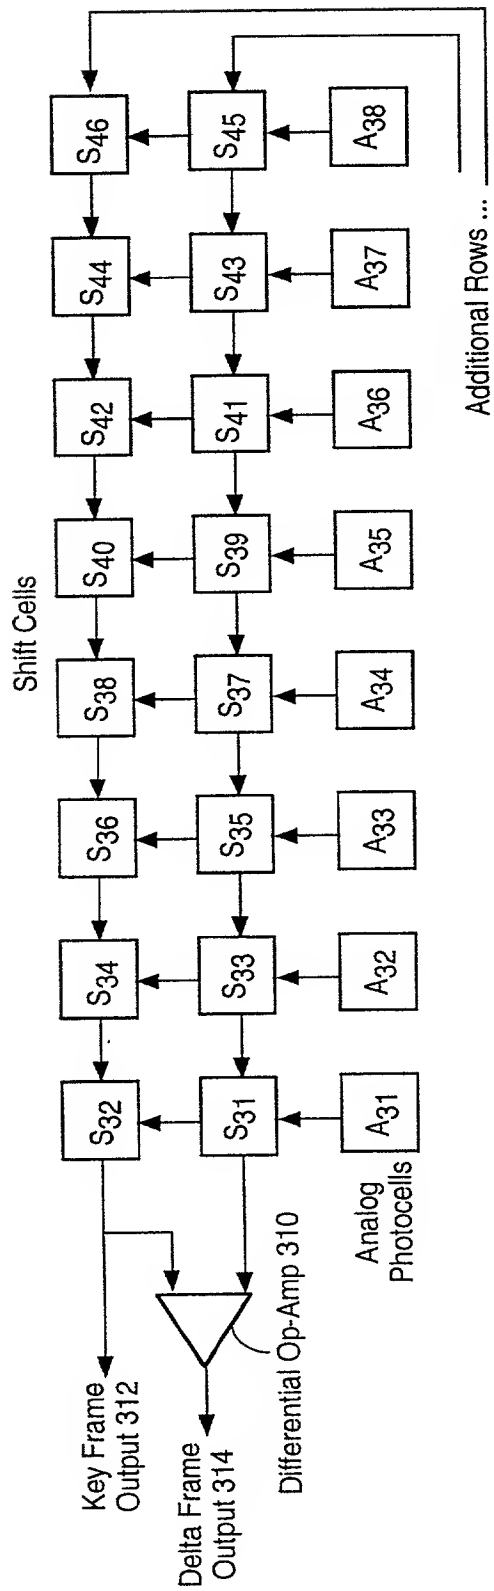 Shift Cells
Key Frame
Output 312
S32
S34
S36
S38
S40
S42
S44
S46
Delta Frame
Output 314
Differential Op-Amp 310
S31
S33
S35
S37
S39
S41
S43
S45
Analog
Photocells
A31
A32
A33
A34
A35
A36
A37
A38
Additional Rows ...